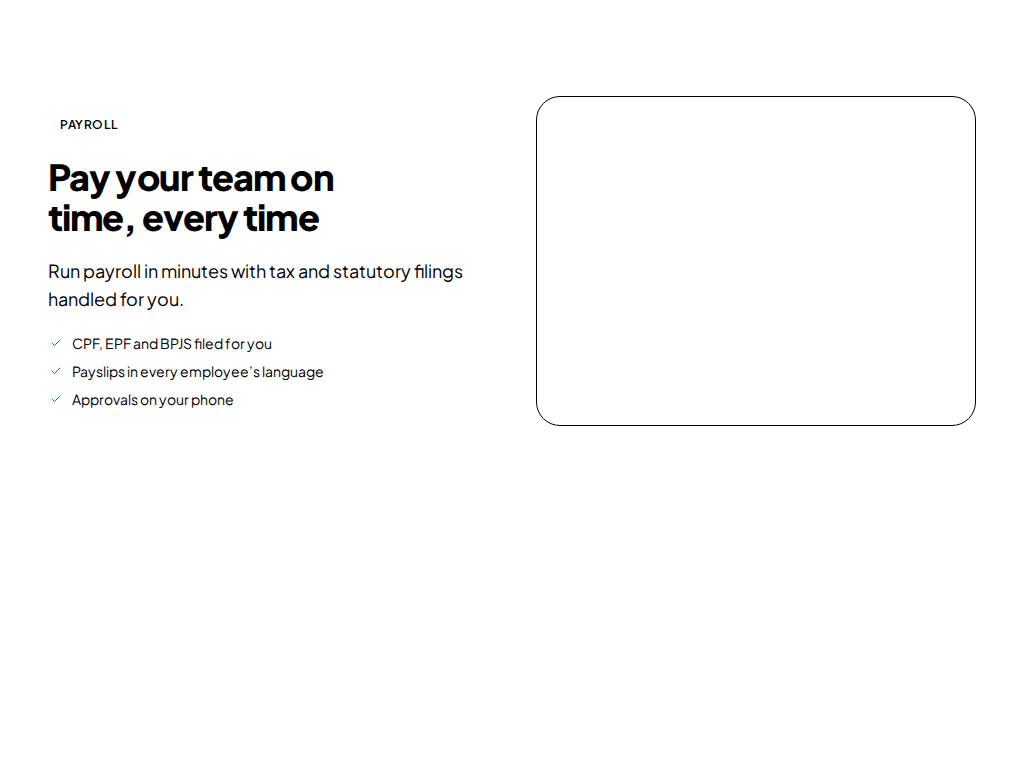 PAYROLL
Pay your team on
time, every time
Run payroll in minutes with tax and statutory filings
handled for you.
CPF, EPF and BPJS filed for you
Payslips in every employee’s language
Approvals on your phone